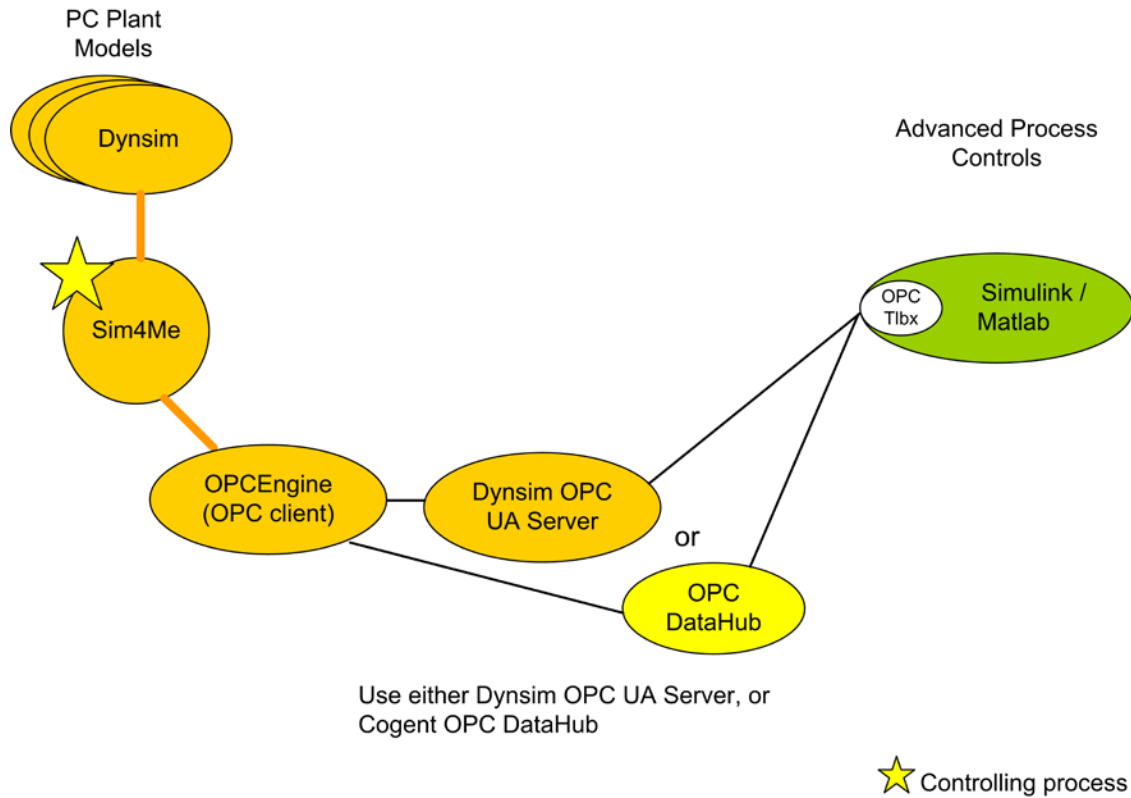 PC Plant
Models
Dynsim
Advanced Process
Controls
Sim4Me
OPC
Tlbx
Simulink /
Matlab
OPCEngine
(OPC client)
Dynsim OPC
UA Server
or
OPC
DataHub
Use either Dynsim OPC UA Server, or
Cogent OPC DataHub
Controlling process